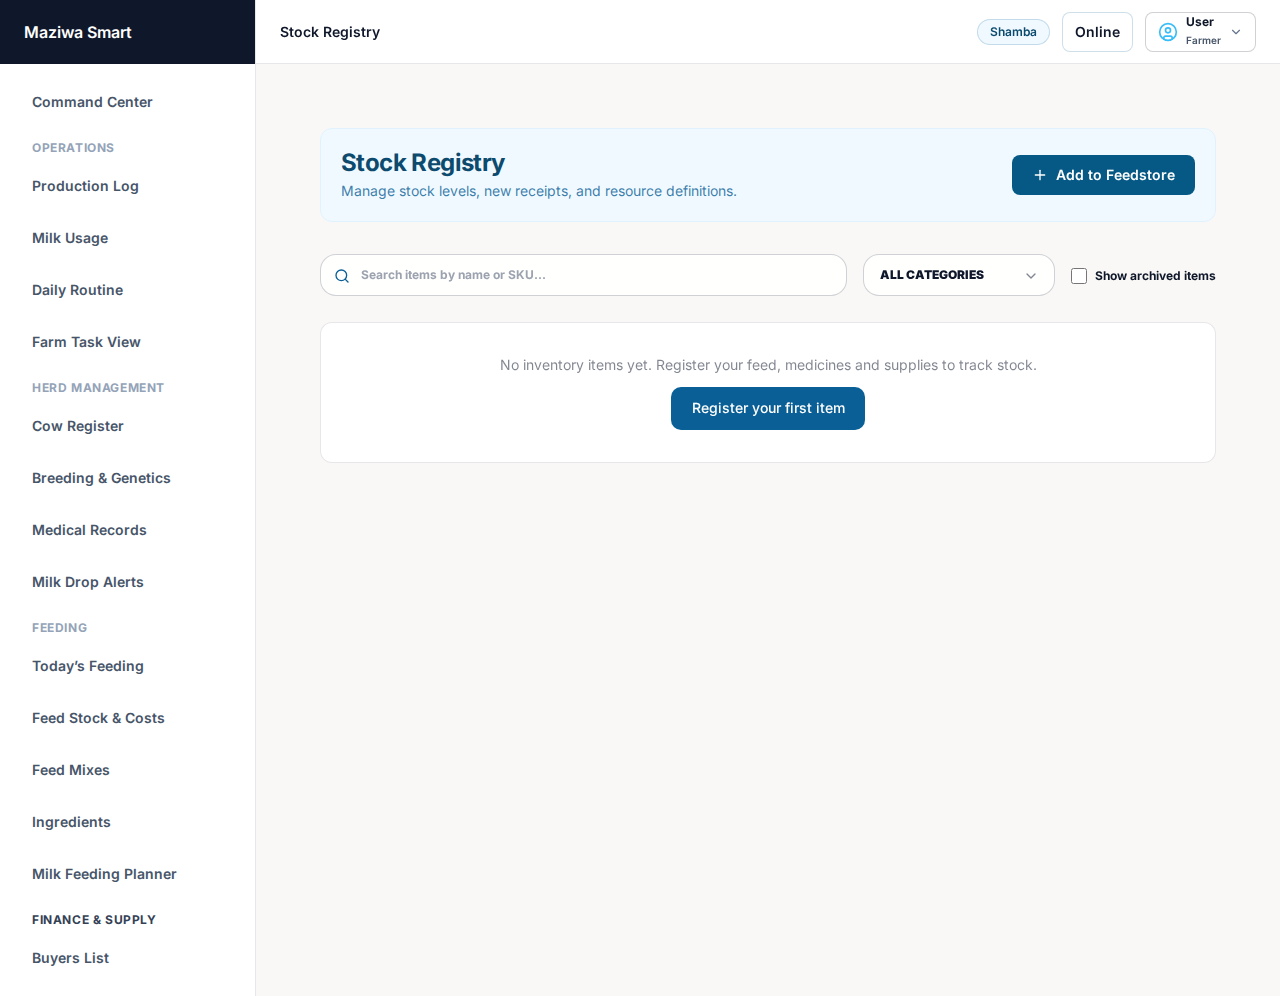 Maziwa Smart
Stock Registry
Shamba
Online
User
Farmer
Command Center
OPERATIONS
Production Log
Milk Usage
Daily Routine
Farm Task View
HERD MANAGEMENT
Cow Register
Breeding & Genetics
Medical Records
Milk Drop Alerts
FEEDING
Today’s Feeding
Feed Stock & Costs
Feed Mixes
Ingredients
Milk Feeding Planner
FINANCE & SUPPLY
Buyers List
Stock Registry
Manage stock levels, new receipts, and resource definitions.
Add to Feedstore
Search items by name or SKU...
ALL CATEGORIES
Show archived items
No inventory items yet. Register your feed, medicines and supplies to track stock.
Register your first item